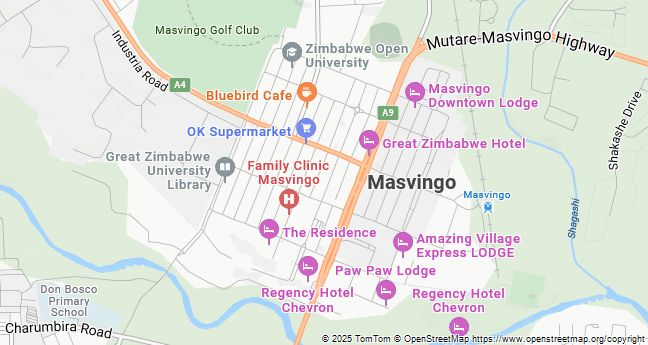 Masvingo Golf Club
Industria Road
Zimbabwe Open
University
Mutare-Masvingo Highway
A4
Bluebird Cafe
Masvingo
Downtown Lodge
A9
Shakashe Drive
OK Supermarket
Great Zimbabwe Hotel
Great Zimbabwe
University
Library
Family Clinic
Masvingo
H
Masvingo
Masvingo
Shagashi
The Residence
Amazing Village
Express LODGE
Paw Paw Lodge
Regency Hotel
Chevron
Regency Hotel
Chevron
Don Bosco
Primary
School
Charumbira Road
© 2025 TomTom © OpenStreetMap https://www.openstreetmap.org/copyright